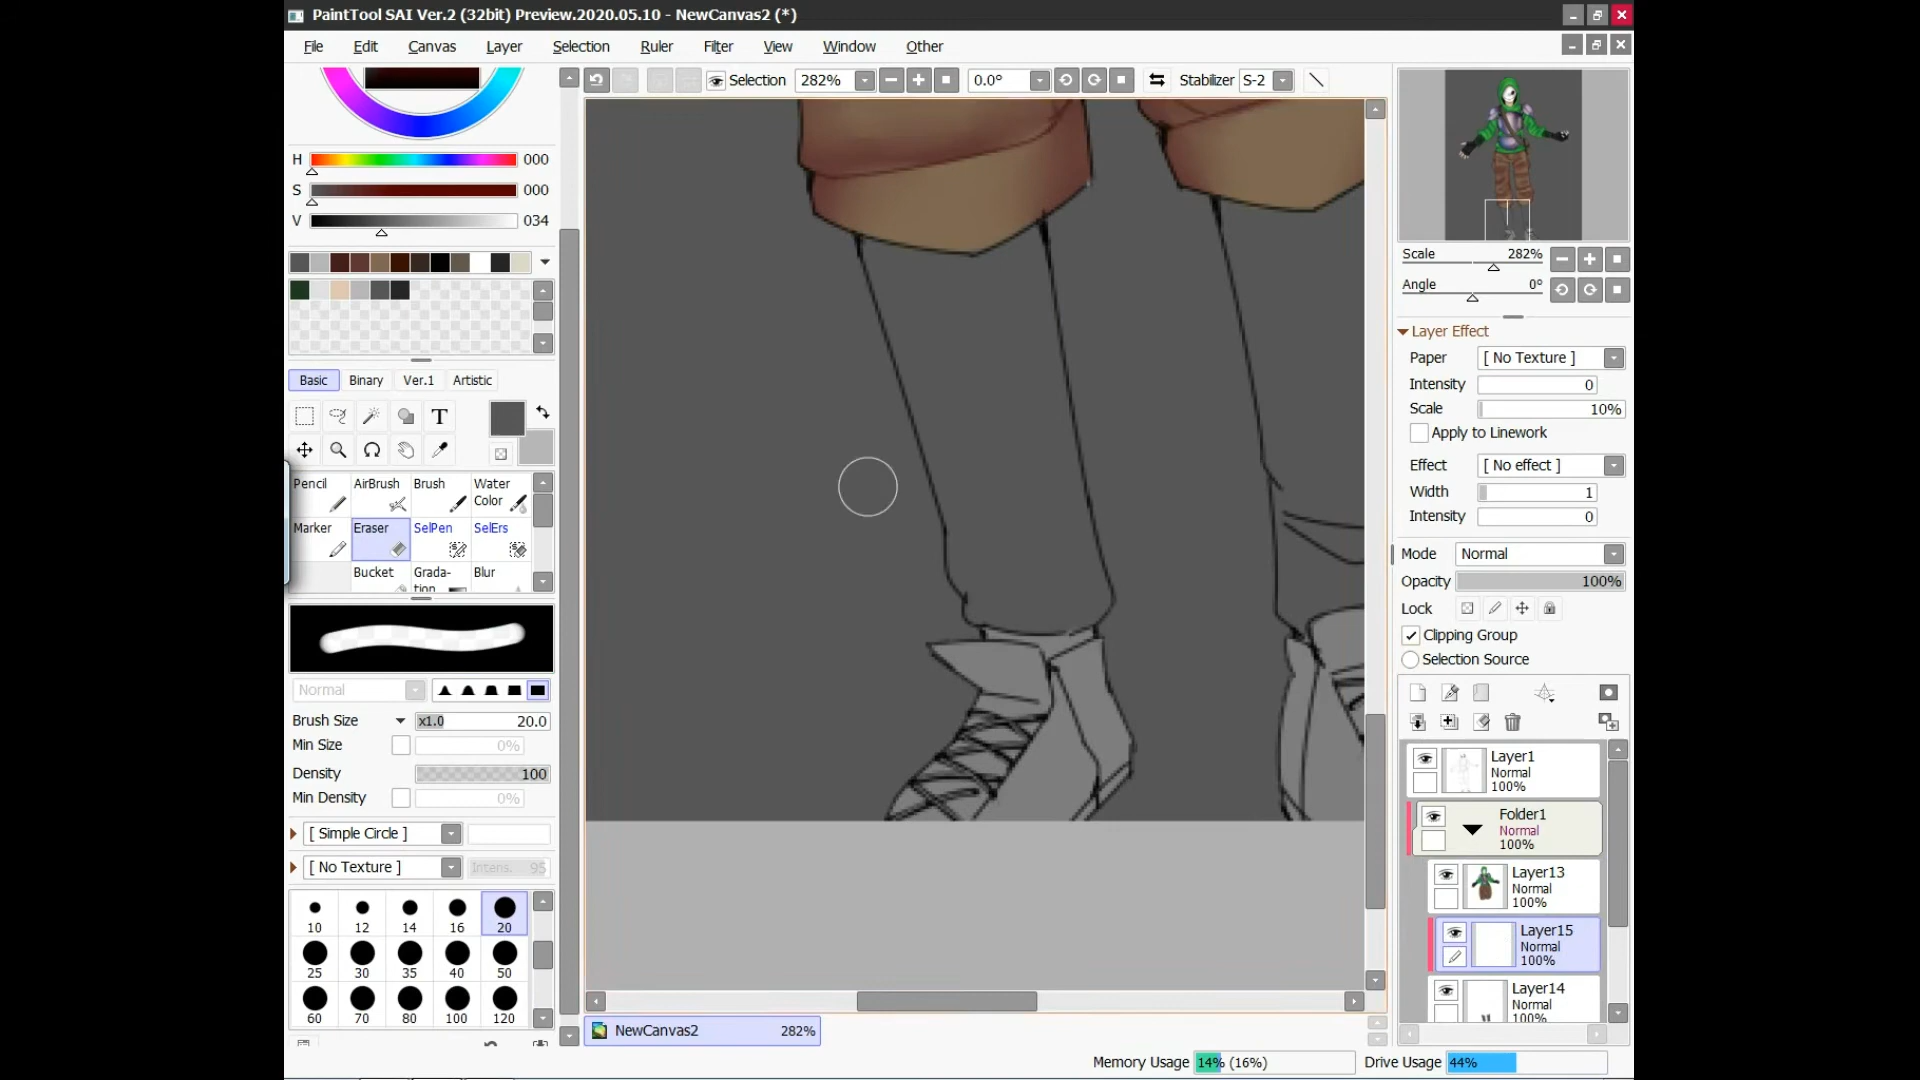 PaintTool SAI Ver.2 (32bit) Preview.2020.05.10 - NewCanvas2 (*)
File Edit Canvas Layer Selection Ruler Filter View Window Other
Selection 282% 0.0° Stabilizer S-2
H 000
S 000
V 034
Basic Binary Ver.1 Artistic
T
Pencil AirBrush Brush Water Color
Marker Eraser SelPen SelErs
Bucket Grada-tion Blur
Normal
Brush Size x1.0 20.0
Min Size 0%
Density 100
Min Density 0%
[ Simple Circle ]
[ No Texture ] Intens. 95
10 12 14 16 20
25 30 35 40 50
60 70 80 100 120
NewCanvas2 282%
Scale 282%
Angle 0°
Layer Effect
Paper [ No Texture ]
Intensity 0
Scale 10%
Apply to Linework
Effect [ No effect ]
Width 1
Intensity 0
Mode Normal
Opacity 100%
Lock
Clipping Group
Selection Source
Layer1
Normal
100%
Folder1
Normal
100%
Layer13
Normal
100%
Layer15
Normal
100%
Layer14
Normal
100%
Memory Usage 14% (16%) Drive Usage 44%